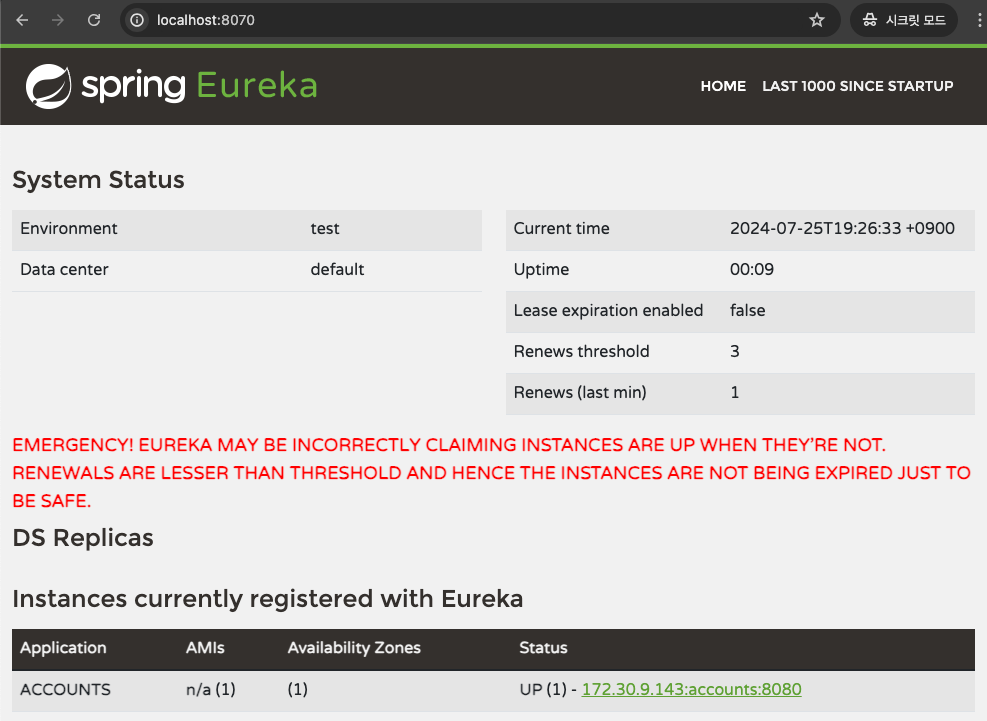 localhost:8070
시크릿 모드
spring Eureka
HOME LAST 1000 SINCE STARTUP
System Status
Environment test
Data center default
Current time 2024-07-25T19:26:33 +0900
Uptime 00:09
Lease expiration enabled false
Renews threshold 3
Renews (last min) 1
EMERGENCY! EUREKA MAY BE INCORRECTLY CLAIMING INSTANCES ARE UP WHEN THEY'RE NOT.
RENEWALS ARE LESSER THAN THRESHOLD AND HENCE THE INSTANCES ARE NOT BEING EXPIRED JUST TO
BE SAFE.
DS Replicas
Instances currently registered with Eureka
Application AMIs Availability Zones Status
ACCOUNTS n/a (1) (1) UP (1) - 172.30.9.143:accounts:8080